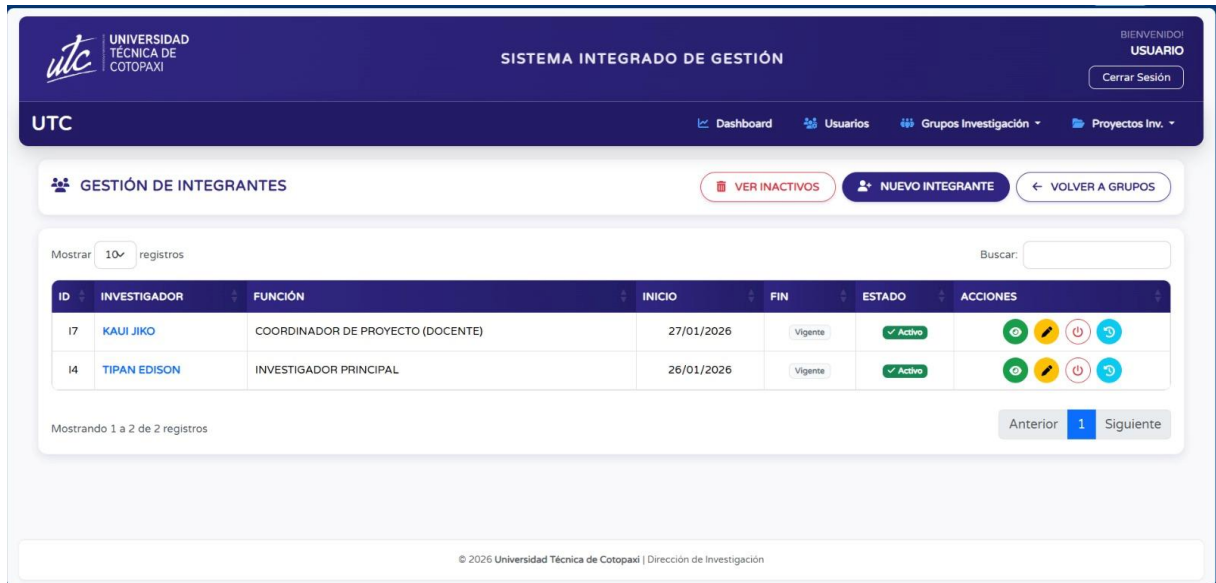 utc
UNIVERSIDAD
TÉCNICA DE
COTOPAXI
SISTEMA INTEGRADO DE GESTIÓN
BIENVENIDO!
USUARIO
Cerrar Sesión
UTC
Dashboard
Usuarios
Grupos Investigación
Proyectos Inv.
GESTIÓN DE INTEGRANTES
VER INACTIVOS
NUEVO INTEGRANTE
VOLVER A GRUPOS
Mostrar 10 registros
Buscar:
ID INVESTIGADOR FUNCIÓN INICIO FIN ESTADO ACCIONES
I7 KAUI JIKO COORDINADOR DE PROYECTO (DOCENTE) 27/01/2026 Vigente Activo
I4 TIPAN EDISON INVESTIGADOR PRINCIPAL 26/01/2026 Vigente Activo
Mostrando 1 a 2 de 2 registros
Anterior 1 Siguiente
© 2026 Universidad Técnica de Cotopaxi | Dirección de Investigación